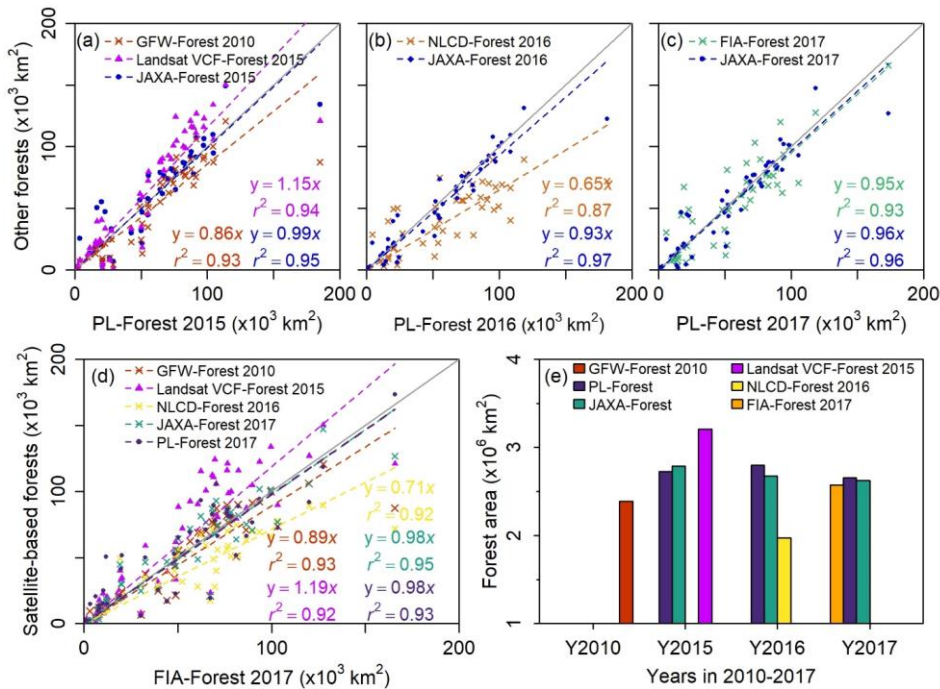 (a)
GFW-Forest 2010
Landsat VCF-Forest 2015
JAXA-Forest 2015
y = 1.15x
r² = 0.94
y = 0.86x
r² = 0.93
y = 0.99x
r² = 0.95
Other forests (x10³ km²)
0
100
200
0
100
200
PL-Forest 2015 (x10³ km²)
(b)
NLCD-Forest 2016
JAXA-Forest 2016
0.65x
r² = 0.87
y = 0.93x
r² = 0.97
0
100
200
PL-Forest 2016 (x10³ km²)
(c)
FIA-Forest 2017
JAXA-Forest 2017
y = 0.95x
r² = 0.93
y = 0.96x
r² = 0.96
0
100
200
PL-Forest 2017 (x10³ km²)
(d)
GFW-Forest 2010
Landsat VCF-Forest 2015
NLCD-Forest 2016
JAXA-Forest 2017
PL-Forest 2017
y = 0.71x
r² = 0.92
y = 0.89x
r² = 0.93
y = 0.98x
r² = 0.95
y = 1.19x
r² = 0.92
y = 0.98x
r² = 0.93
Satellite-based forests (x10³ km²)
0
100
200
0
100
200
FIA-Forest 2017 (x10³ km²)
(e)
GFW-Forest 2010
PL-Forest
JAXA-Forest
Landsat VCF-Forest 2015
NLCD-Forest 2016
FIA-Forest 2017
Forest area (x10⁶ km²)
1
2
3
4
Y2010
Y2015
Y2016
Y2017
Years in 2010-2017